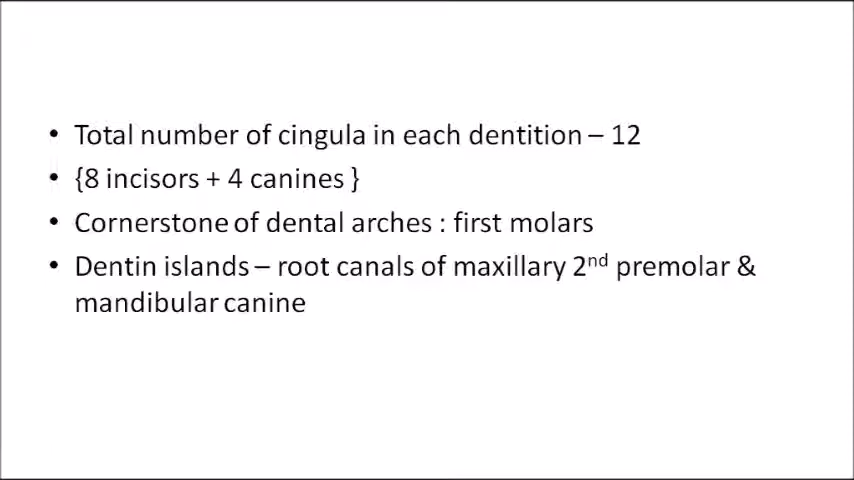 • Total number of cingula in each dentition – 12
• {8 incisors + 4 canines }
• Cornerstone of dental arches : first molars
• Dentin islands – root canals of maxillary 2nd premolar &
mandibular canine